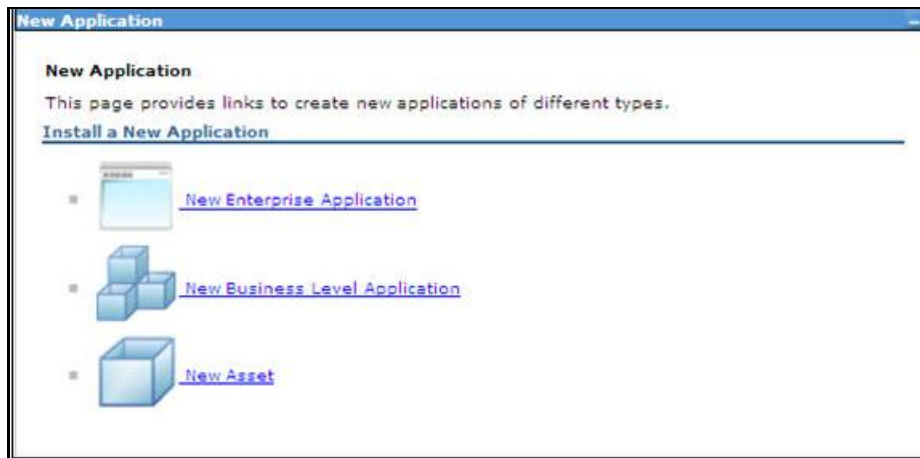 New Application
New Application
This page provides links to create new applications of different types.
Install a New Application
New Enterprise Application
New Business Level Application
New Asset